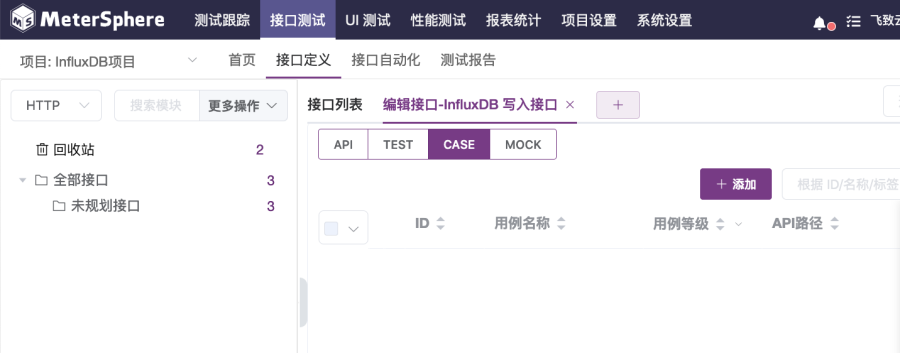 MeterSphere 测试跟踪 接口测试 UI 测试 性能测试 报表统计 项目设置 系统设置 飞致云
项目: InfluxDB项目 首页 接口定义 接口自动化 测试报告
HTTP 搜索模块 更多操作
接口列表 编辑接口-InfluxDB 写入接口 × +
API TEST CASE MOCK
回收站 2
全部接口 3
未规划接口 3
+ 添加 根据 ID/名称/标签
ID 用例名称 用例等级 API路径